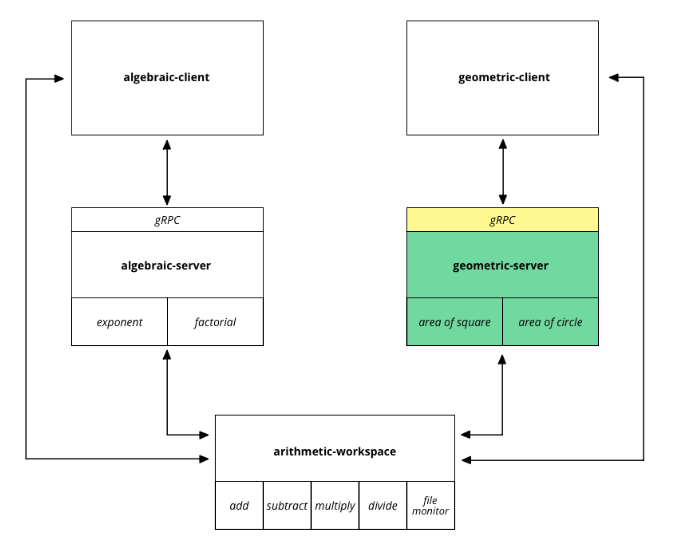 algebraic-client
geometric-client
gRPC
gRPC
algebraic-server
geometric-server
exponent
factorial
area of square
area of circle
arithmetic-workspace
add
subtract
multiply
divide
file
monitor